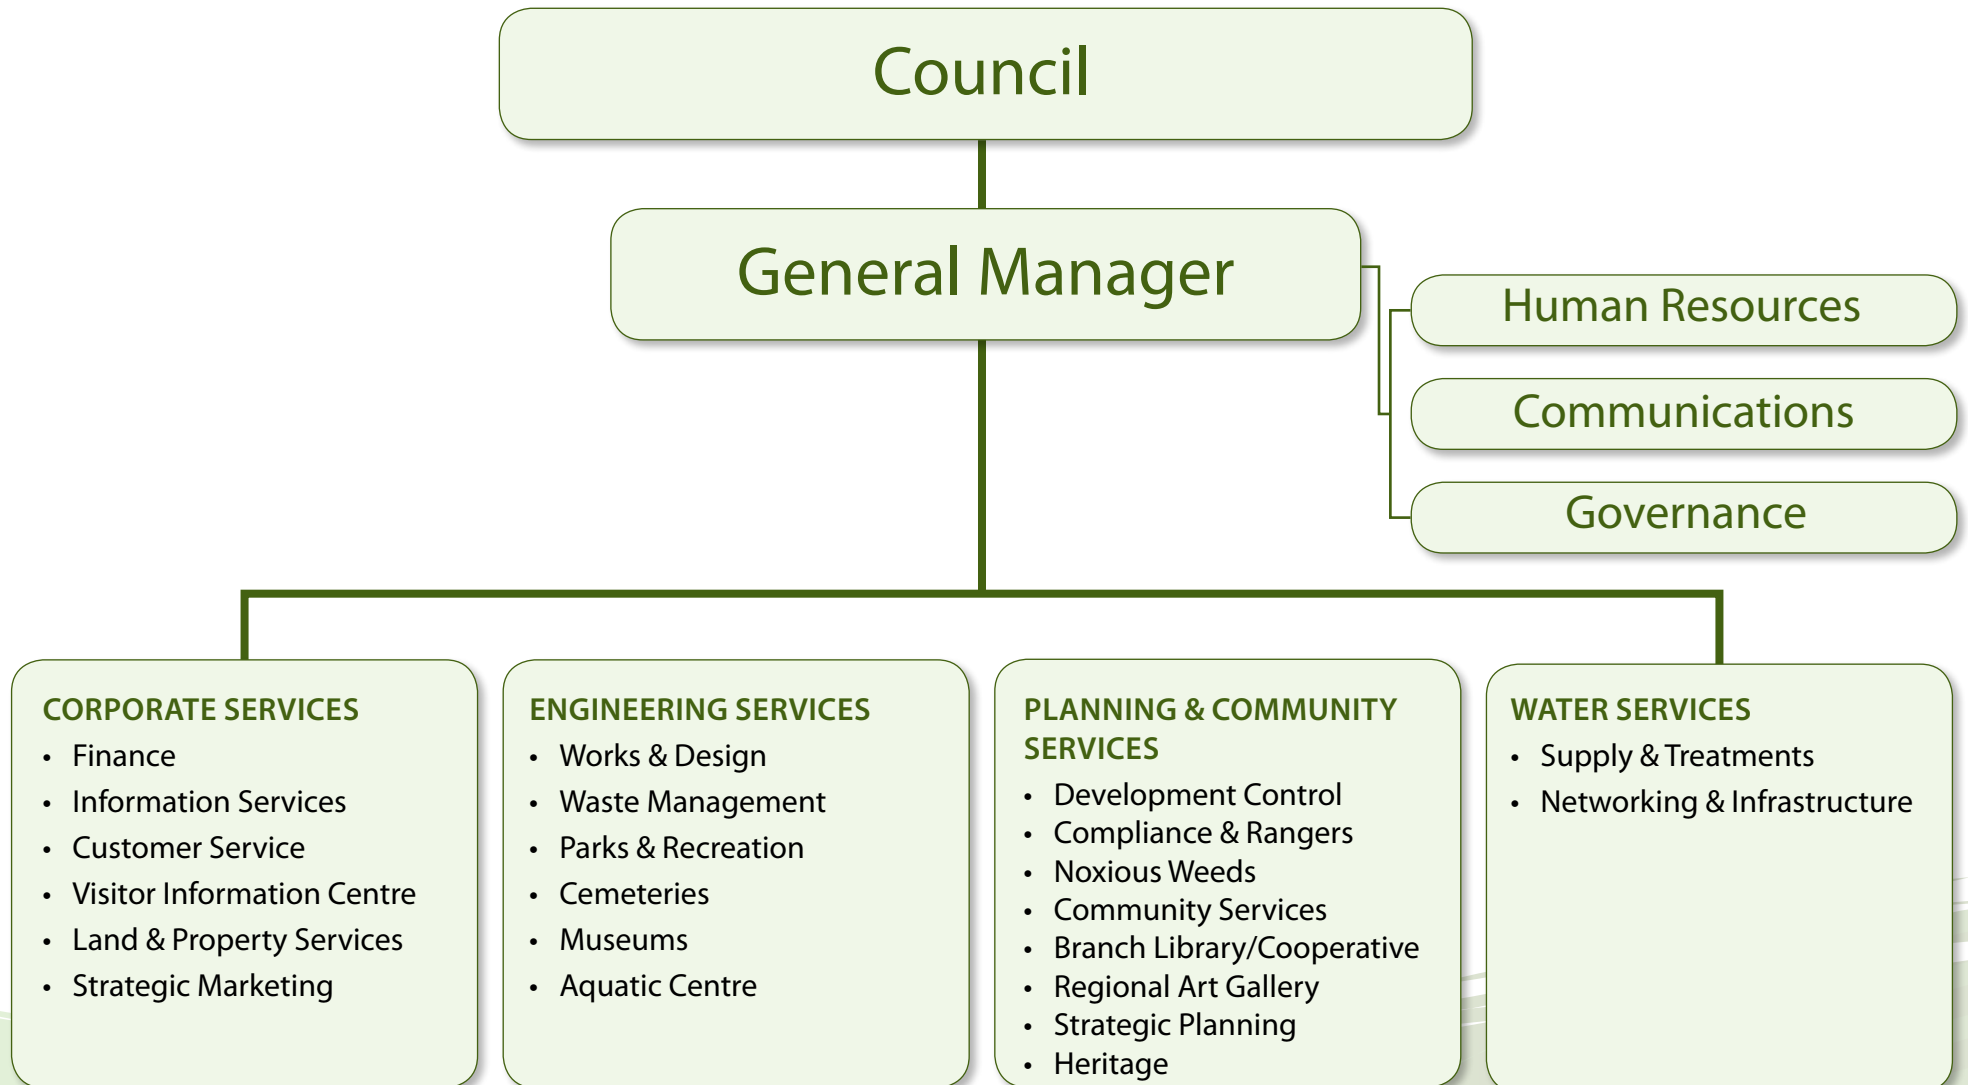 Council
General Manager
Human Resources
Communications
Governance
CORPORATE SERVICES
• Finance
• Information Services
• Customer Service
• Visitor Information Centre
• Land & Property Services
• Strategic Marketing
ENGINEERING SERVICES
• Works & Design
• Waste Management
• Parks & Recreation
• Cemeteries
• Museums
• Aquatic Centre
PLANNING & COMMUNITY
SERVICES
• Development Control
• Compliance & Rangers
• Noxious Weeds
• Community Services
• Branch Library/Cooperative
• Regional Art Gallery
• Strategic Planning
• Heritage
WATER SERVICES
• Supply & Treatments
• Networking & Infrastructure